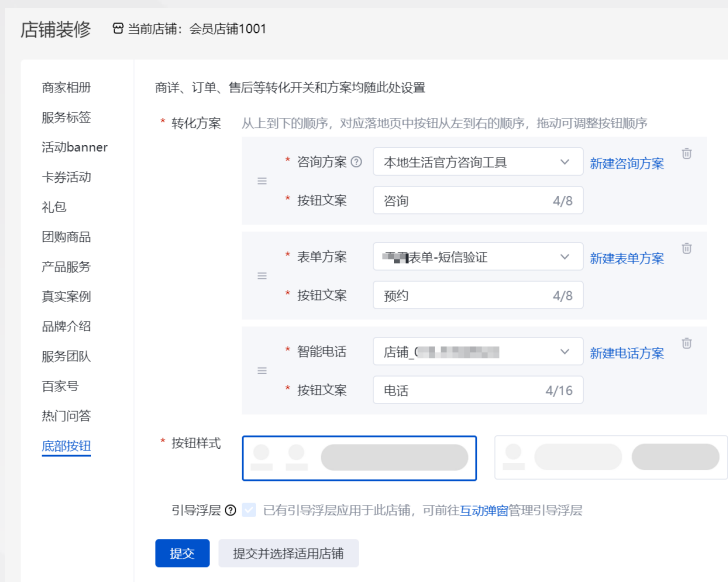 店铺装修 当前店铺：会员店铺1001
商家相册
服务标签
活动banner
卡券活动
礼包
团购商品
产品服务
真实案例
品牌介绍
服务团队
百家号
热门问答
底部按钮
商详、订单、售后等转化开关和方案均随此处设置
* 转化方案 从上到下的顺序，对应落地页中按钮从左到右的顺序，拖动可调整按钮顺序
* 咨询方案 本地生活官方咨询工具 新建咨询方案
* 按钮文案 咨询 4/8
* 表单方案 表单-短信验证 新建表单方案
* 按钮文案 预约 4/8
* 智能电话 店铺_ 新建电话方案
* 按钮文案 电话 4/16
* 按钮样式
引导浮层 已有引导浮层应用于此店铺，可前往互动弹窗管理引导浮层
提交 提交并选择适用店铺